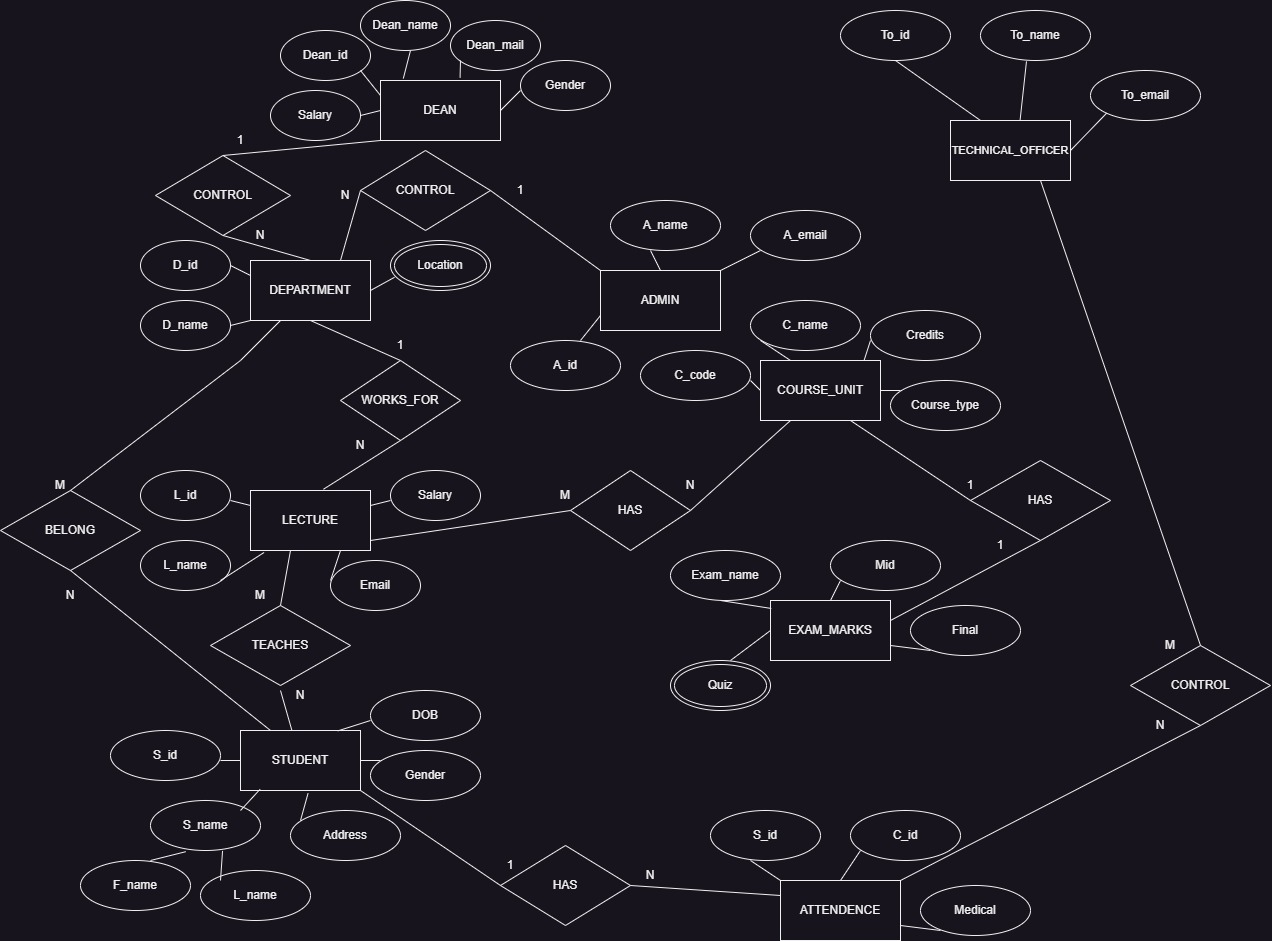 Dean_name
To_id
To_name
Dean_id
Dean_mail
Gender
To_email
Salary
DEAN
1
TECHNICAL_OFFICER
CONTROL
N
CONTROL
1
A_name
N
A_email
D_id
Location
DEPARTMENT
ADMIN
D_name
C_name
Credits
1
A_id
C_code
COURSE_UNIT
WORKS_FOR
Course_type
N
M
L_id
Salary
M
N
1
HAS
LECTURE
HAS
BELONG
L_name
Email
1
Exam_name
Mid
N
M
EXAM_MARKS
Final
TEACHES
M
Quiz
CONTROL
N
DOB
N
S_id
STUDENT
Gender
S_name
Address
S_id
C_id
F_name
L_name
1
HAS
N
ATTENDENCE
Medical